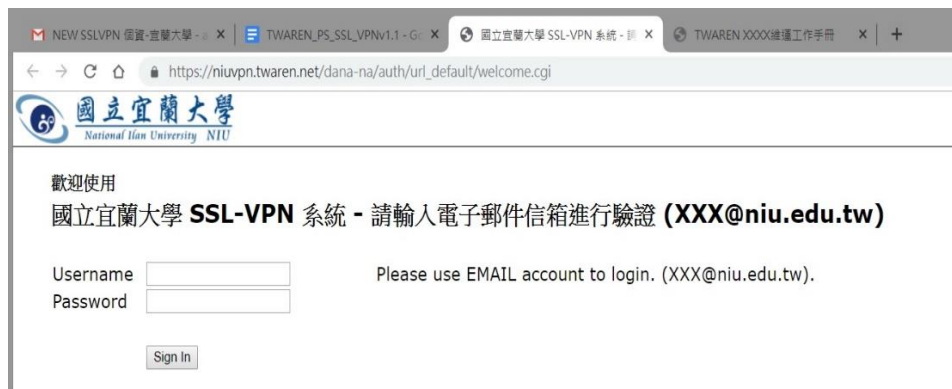 NEW SSLVPN 個資-宜蘭大學 -
TWAREN_PS_SSL_VPNv1.1 - Go
國立宜蘭大學 SSL-VPN 系統 -
TWAREN XXXX維運工作手冊
https://niuvpn.twaren.net/dana-na/auth/url_default/welcome.cgi
國立宜蘭大學
National Ilan University NIU
歡迎使用
國立宜蘭大學 SSL-VPN 系統 - 請輸入電子郵件信箱進行驗證 (XXX@niu.edu.tw)
Username
Please use EMAIL account to login. (XXX@niu.edu.tw).
Password
Sign In